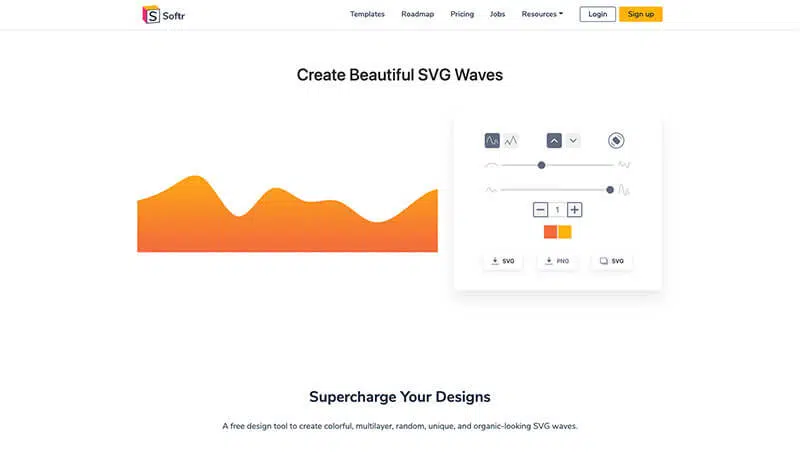 S Softr
Templates Roadmap Pricing Jobs Resources Login Sign up
Create Beautiful SVG Waves
1
SVG PNG SVG
Supercharge Your Designs
A free design tool to create colorful, multilayer, random, unique, and organic-looking SVG waves.